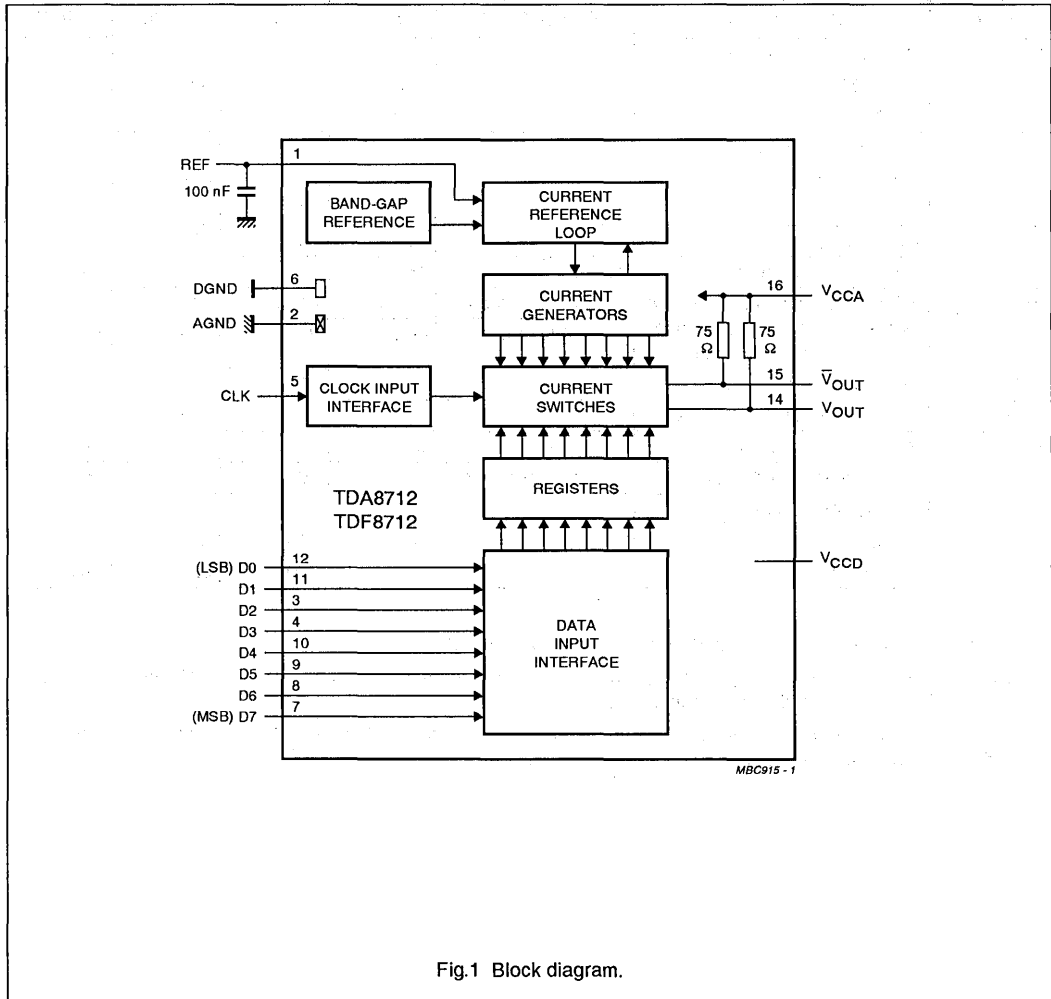 REF
1
100 nF
BAND-GAP
REFERENCE
CURRENT
REFERENCE
LOOP
DGND
6
AGND
2
CURRENT
GENERATORS
16
VCCA
75
Ω
75
Ω
CLK
5
CLOCK INPUT
INTERFACE
CURRENT
SWITCHES
15
V̅OUT
14
VOUT
TDA8712
TDF8712
REGISTERS
VCCD
(LSB) D0
12
D1
11
D2
3
D3
4
D4
10
D5
9
D6
8
(MSB) D7
7
DATA
INPUT
INTERFACE
MBC915 - 1
Fig.1 Block diagram.